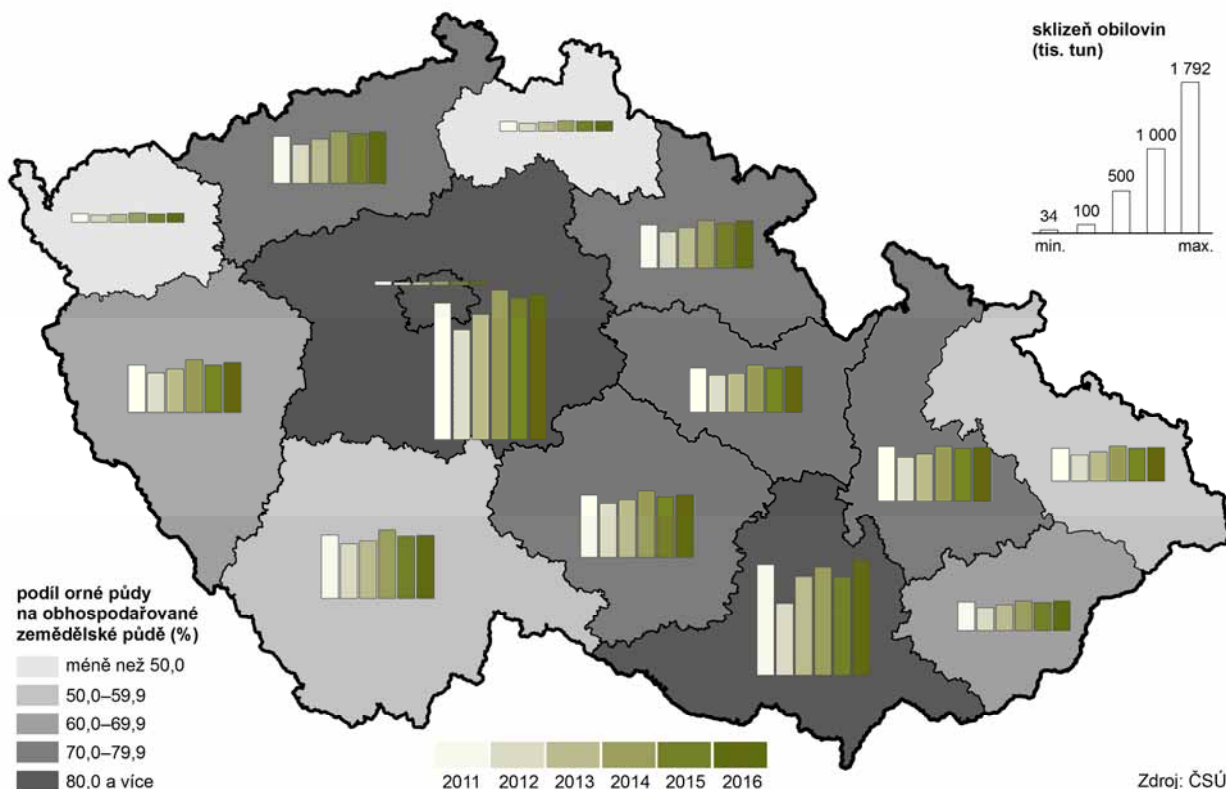 sklizeň obilovin
(tis. tun)
1 792
1 000
500
100
34
min.
max.
podíl orné půdy
na obhospodařované
zemědělské půdě (%)
méně než 50,0
50,0–59,9
60,0–69,9
70,0–79,9
80,0 a více
2011 2012 2013 2014 2015 2016
Zdroj: ČSÚ